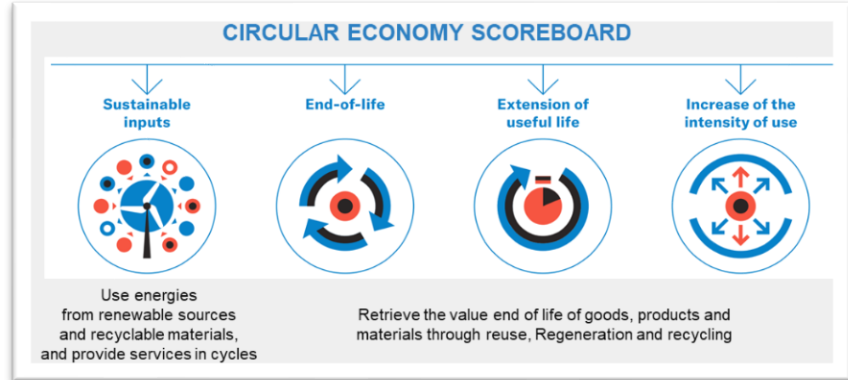 CIRCULAR ECONOMY SCOREBOARD
Sustainable
inputs
End-of-life
Extension of
useful life
Increase of the
intensity of use
Use energies
from renewable sources
and recyclable materials,
and provide services in cycles
Retrieve the value end of life of goods, products and
materials through reuse, Regeneration and recycling